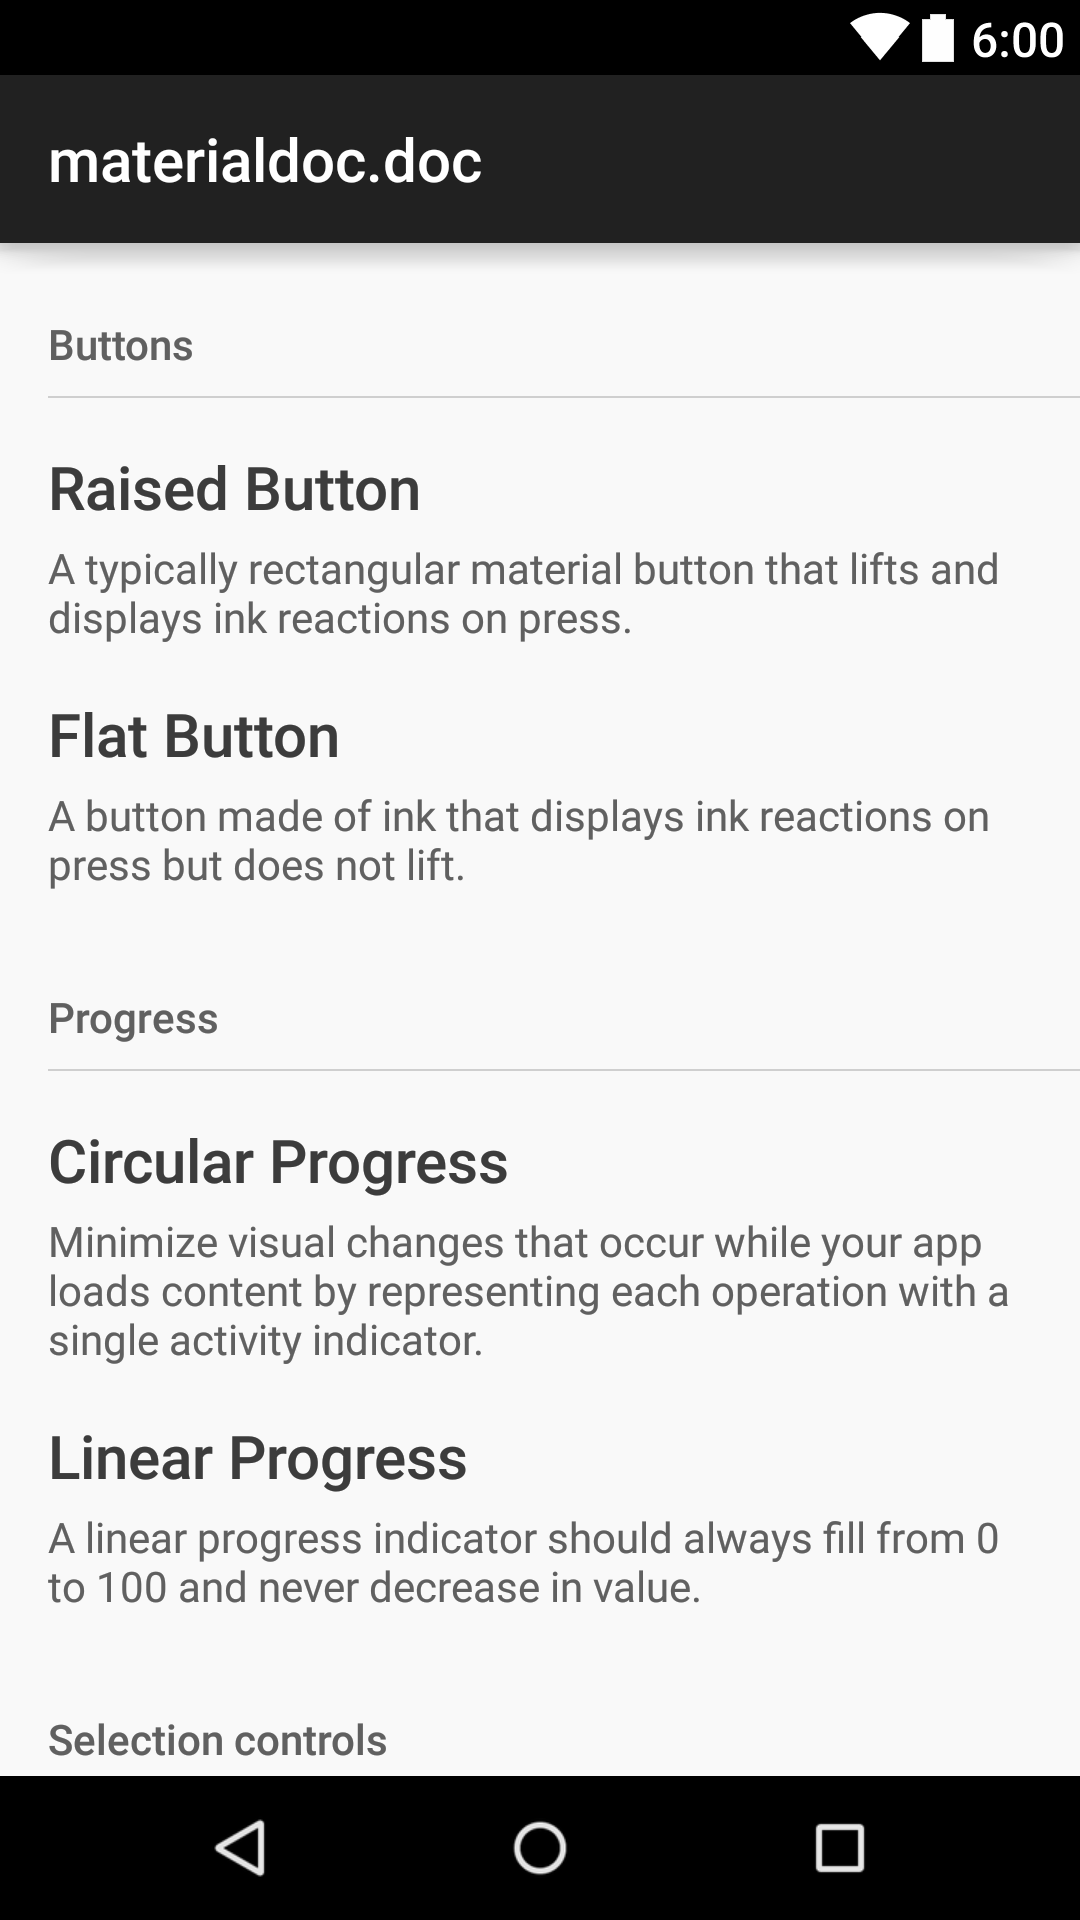 6:00
materialdoc.doc
Buttons
Raised Button
A typically rectangular material button that lifts and
displays ink reactions on press.
Flat Button
A button made of ink that displays ink reactions on
press but does not lift.
Progress
Circular Progress
Minimize visual changes that occur while your app
loads content by representing each operation with a
single activity indicator.
Linear Progress
A linear progress indicator should always fill from 0
to 100 and never decrease in value.
Selection controls